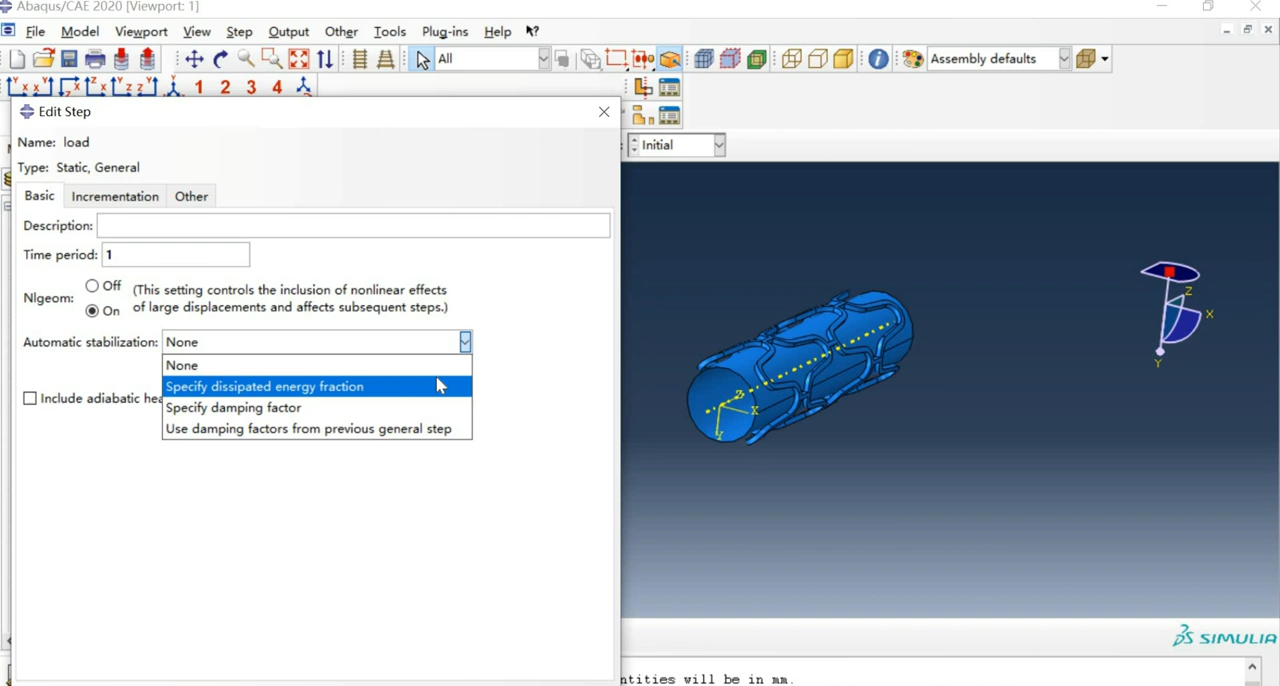 Abaqus/CAE 2020 [Viewport: 1]
File Model Viewport View Step Output Other Tools Plug-ins Help
All
Assembly defaults
1 2 3 4
Edit Step
Initial
Name: load
Type: Static, General
Basic Incrementation Other
Description:
Time period: 1
Nlgeom:
Off
On
(This setting controls the inclusion of nonlinear effects
of large displacements and affects subsequent steps.)
Automatic stabilization: None
None
Specify dissipated energy fraction
Include adiabatic
Specify damping factor
Use damping factors from previous general step
Z
X
Y
Z
X
Y
SIMULIA
entities will be in mm.